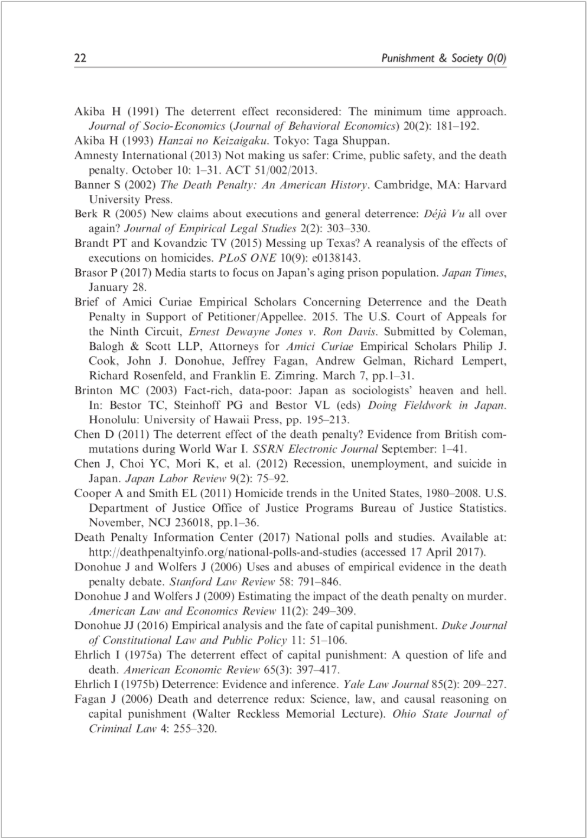 22
Punishment & Society 0(0)
Akiba H (1991) The deterrent effect reconsidered: The minimum time approach.
Journal of Socio-Economics (Journal of Behavioral Economics) 20(2): 181–192.
Akiba H (1993) Hanzai no Keizaigaku. Tokyo: Taga Shuppan.
Amnesty International (2013) Not making us safer: Crime, public safety, and the death
penalty. October 10: 1–31. ACT 51/002/2013.
Banner S (2002) The Death Penalty: An American History. Cambridge, MA: Harvard
University Press.
Berk R (2005) New claims about executions and general deterrence: Déjà Vu all over
again? Journal of Empirical Legal Studies 2(2): 303–330.
Brandt PT and Kovandzic TV (2015) Messing up Texas? A reanalysis of the effects of
executions on homicides. PLoS ONE 10(9): e0138143.
Brasor P (2017) Media starts to focus on Japan's aging prison population. Japan Times,
January 28.
Brief of Amici Curiae Empirical Scholars Concerning Deterrence and the Death
Penalty in Support of Petitioner/Appellee. 2015. The U.S. Court of Appeals for
the Ninth Circuit, Ernest Dewayne Jones v. Ron Davis. Submitted by Coleman,
Balogh & Scott LLP, Attorneys for Amici Curiae Empirical Scholars Philip J.
Cook, John J. Donohue, Jeffrey Fagan, Andrew Gelman, Richard Lempert,
Richard Rosenfeld, and Franklin E. Zimring. March 7, pp.1–31.
Brinton MC (2003) Fact-rich, data-poor: Japan as sociologists' heaven and hell.
In: Bestor TC, Steinhoff PG and Bestor VL (eds) Doing Fieldwork in Japan.
Honolulu: University of Hawaii Press, pp. 195–213.
Chen D (2011) The deterrent effect of the death penalty? Evidence from British com-
mutations during World War I. SSRN Electronic Journal September: 1–41.
Chen J, Choi YC, Mori K, et al. (2012) Recession, unemployment, and suicide in
Japan. Japan Labor Review 9(2): 75–92.
Cooper A and Smith EL (2011) Homicide trends in the United States, 1980–2008. U.S.
Department of Justice Office of Justice Programs Bureau of Justice Statistics.
November, NCJ 236018, pp.1–36.
Death Penalty Information Center (2017) National polls and studies. Available at:
http://deathpenaltyinfo.org/national-polls-and-studies (accessed 17 April 2017).
Donohue J and Wolfers J (2006) Uses and abuses of empirical evidence in the death
penalty debate. Stanford Law Review 58: 791–846.
Donohue J and Wolfers J (2009) Estimating the impact of the death penalty on murder.
American Law and Economics Review 11(2): 249–309.
Donohue JJ (2016) Empirical analysis and the fate of capital punishment. Duke Journal
of Constitutional Law and Public Policy 11: 51–106.
Ehrlich I (1975a) The deterrent effect of capital punishment: A question of life and
death. American Economic Review 65(3): 397–417.
Ehrlich I (1975b) Deterrence: Evidence and inference. Yale Law Journal 85(2): 209–227.
Fagan J (2006) Death and deterrence redux: Science, law, and causal reasoning on
capital punishment (Walter Reckless Memorial Lecture). Ohio State Journal of
Criminal Law 4: 255–320.